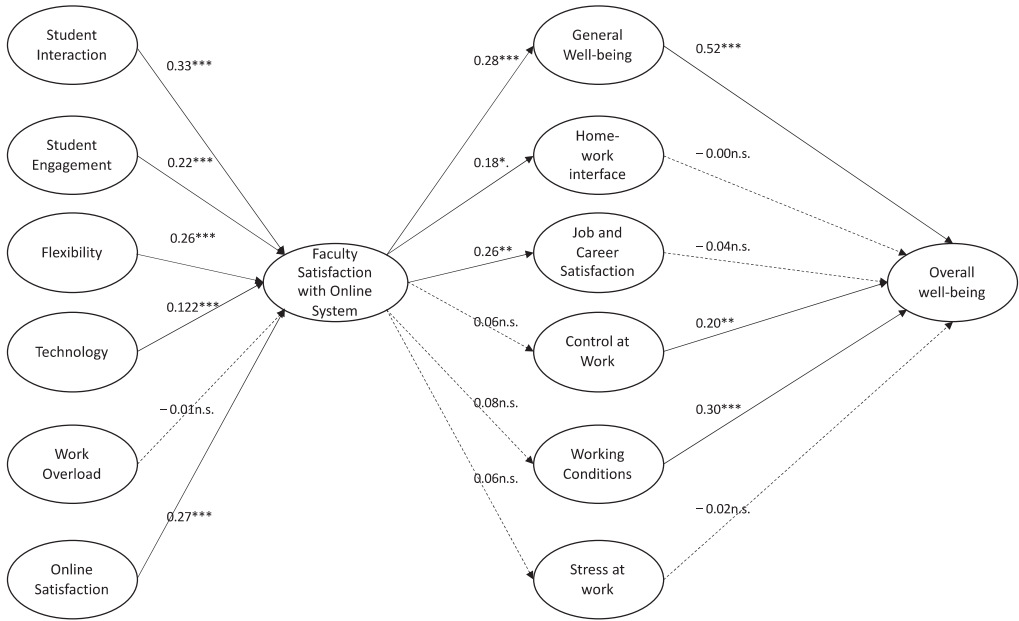 Student
Interaction
0.33***
Student
Engagement
0.22***
Flexibility
0.26***
Technology
0.122***
Work
Overload
−0.01n.s.
Online
Satisfaction
0.27***
Faculty
Satisfaction
with Online
System
0.28***
0.18*.
0.26**
0.06n.s.
0.08n.s.
0.06n.s.
General
Well-being
Home-
work
interface
Job and
Career
Satisfaction
Control at
Work
Working
Conditions
Stress at
work
0.52***
−0.00n.s.
−0.04n.s.
0.20**
0.30***
−0.02n.s.
Overall
well-being